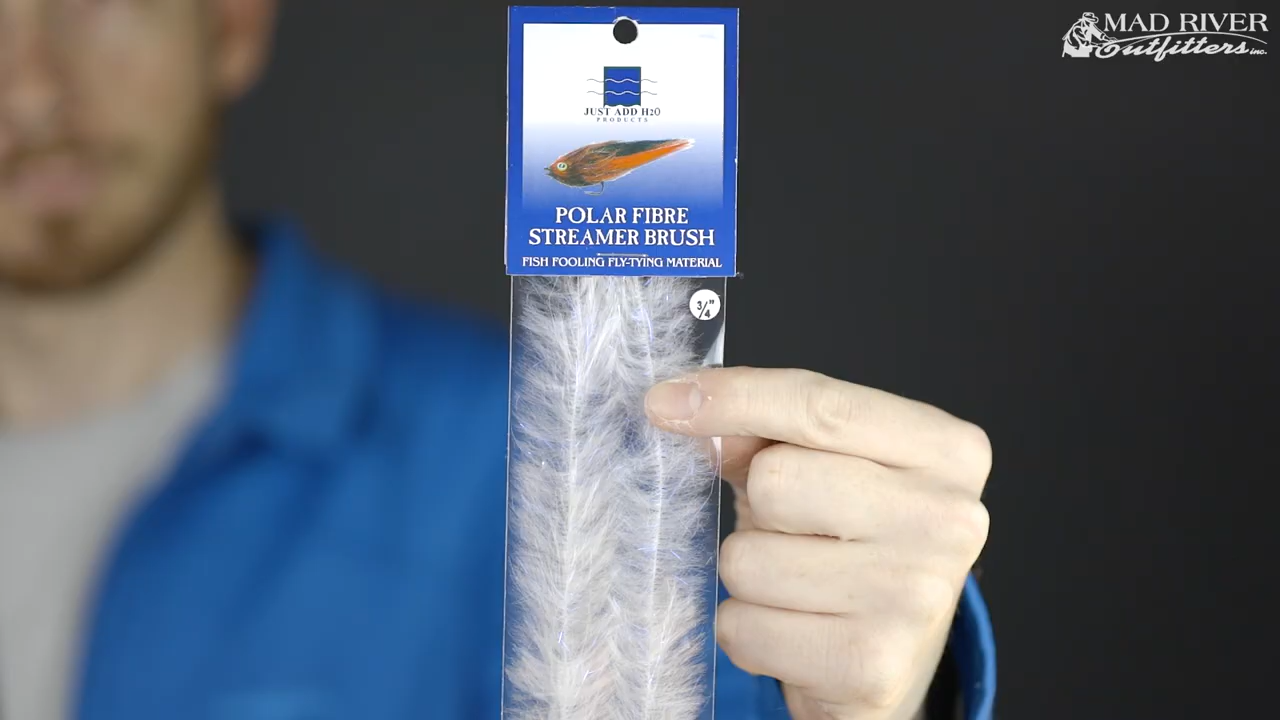 MAD RIVER
Outfitters inc.
JUST ADD H2O
PRODUCTS
POLAR FIBRE
STREAMER BRUSH
FISH FOOLING FLY-TYING MATERIAL
3/4"